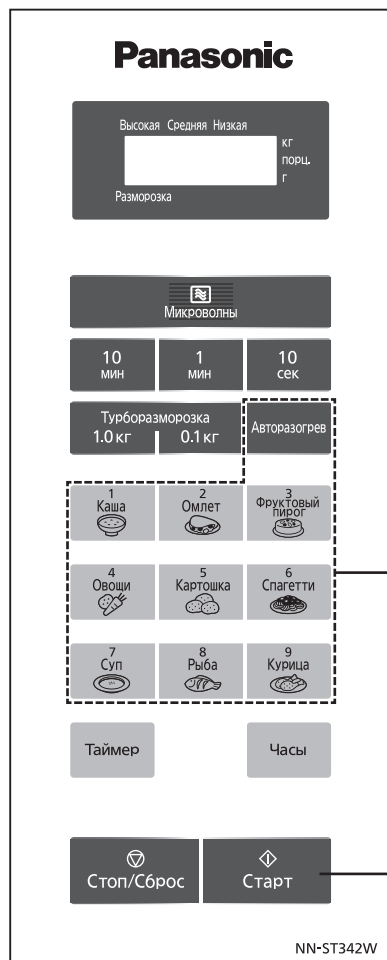 Panasonic
Высокая Средняя Низкая
кг
порц.
г
Разморозка
Микроволны
10 1 10
мин мин сек
Турборазморозка
1.0 кг 0.1 кг
Авторазогрев
1 2 3
Каша Омлет Фруктовый
пирог
4 5 6
Овощи Картошка Спагетти
7 8 9
Суп Рыба Курица
Таймер Часы
Стоп/Сброс Старт
NN-ST342W